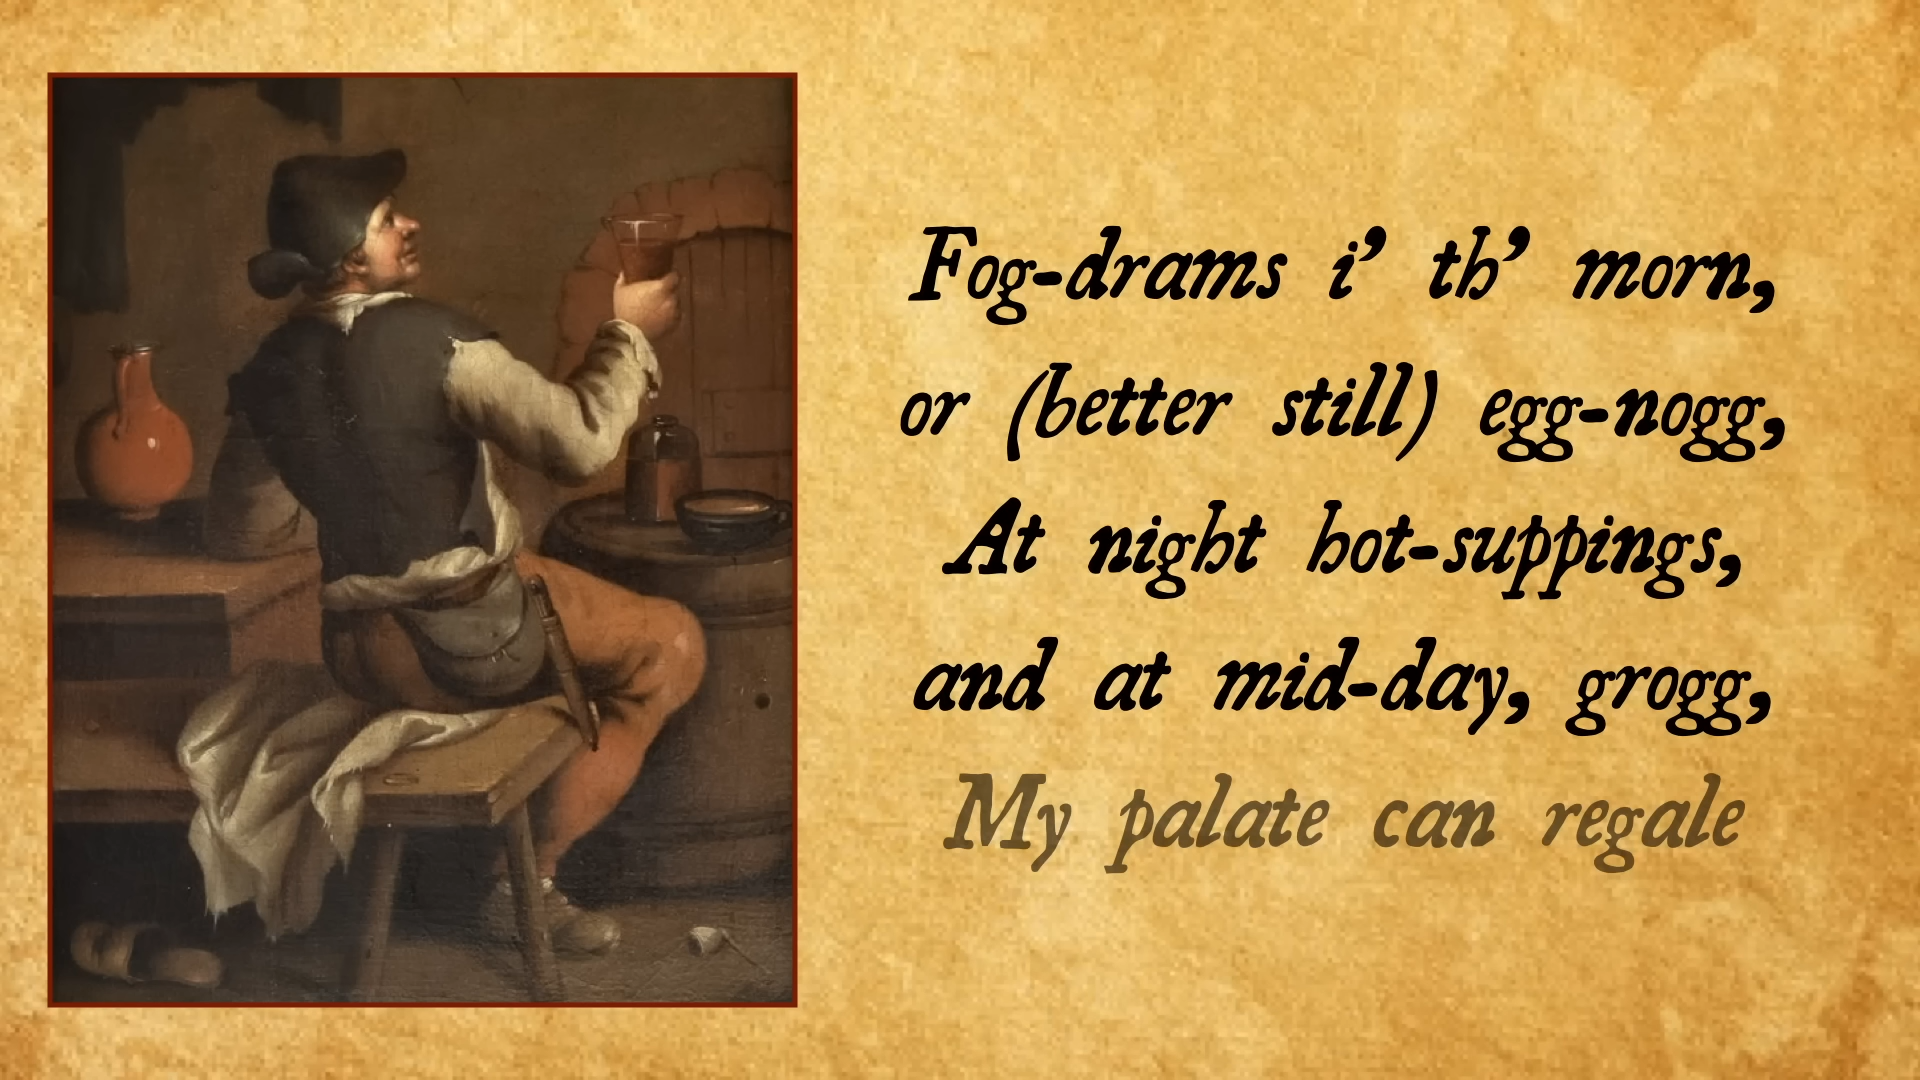 Fog-drams i’ th’ morn,
or (better still) egg-nogg,
At night hot-suppings,
and at mid-day, grogg,
My palate can regale